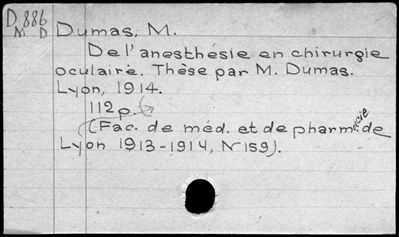 D 886
M D
Dumas, M.
De l'anesthésie en chirurgie
oculaire. Thèse par M. Dumas.
Lyon, 1914.
112 p.
(Fac. de méd. et de pharmacie de
Lyon 1913-1914, N° 159).